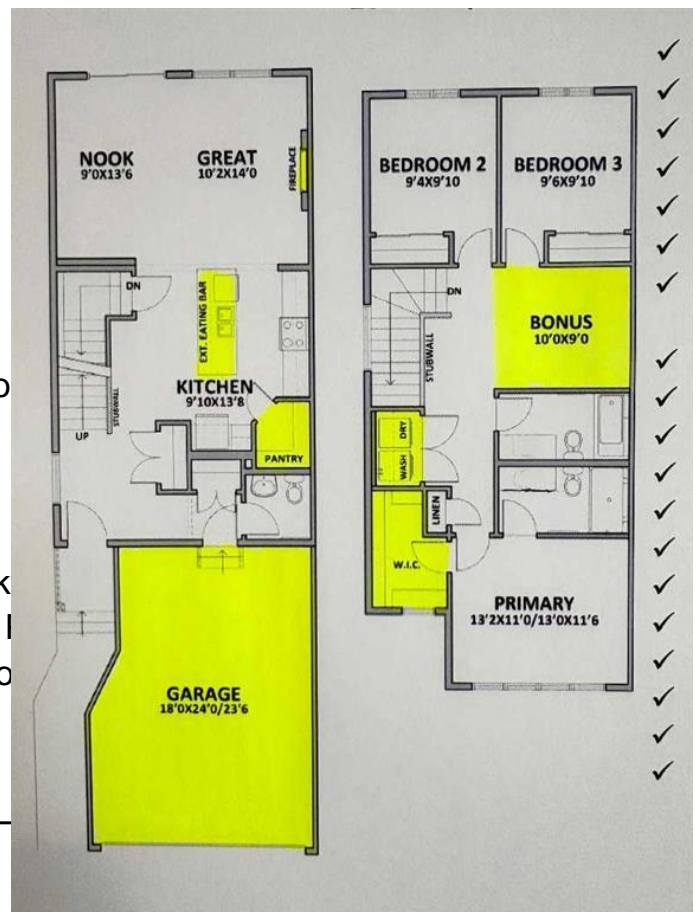 NOOK
9'0X13'6
GREAT
10'2X14'0
FIREPLACE
DN
EXT. EATING BAR
KITCHEN
9'10X13'8
STUBWALL
UP
PANTRY
GARAGE
18'0X24'0/23'6
BEDROOM 2
9'4X9'10
BEDROOM 3
9'6X9'10
DN
BONUS
10'0X9'0
STUBWALL
DRY
WASH
LINEN
W.I.C.
PRIMARY
13'2X11'0/13'0X11'6